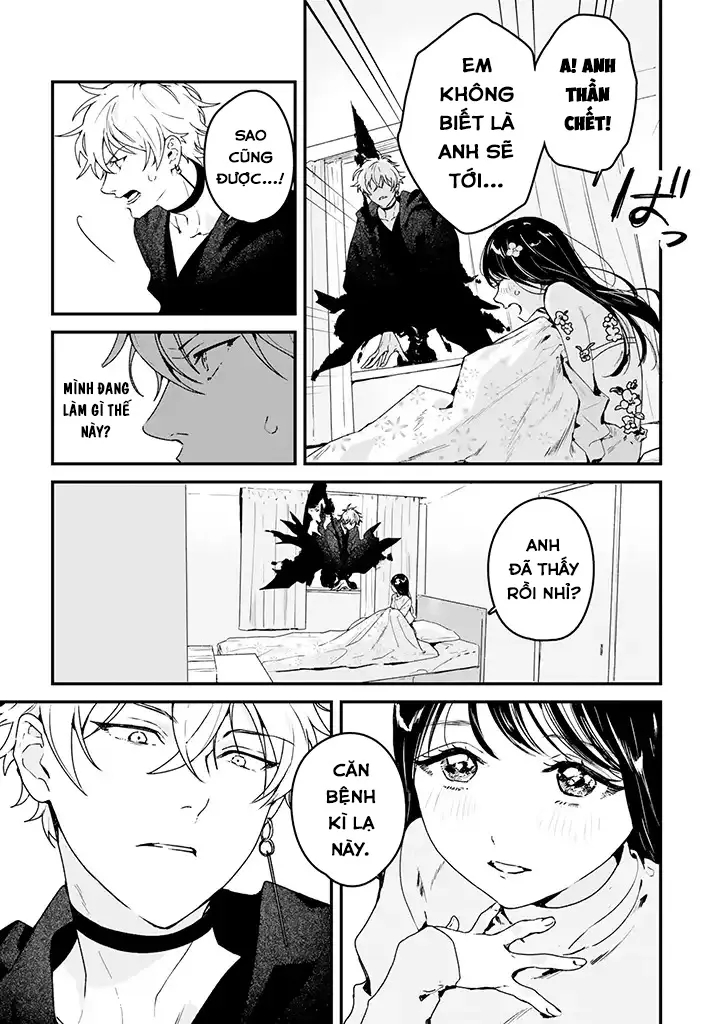 A! ANH
THẦN
CHẾT!
EM
KHÔNG
BIẾT LÀ
ANH SẼ
TỚI...
ばっ
SAO
CŨNG
ĐƯỢC...!
MÌNH ĐANG
LÀM GÌ THẾ
NÀY?
ANH
ĐÃ THẤY
RỒI NHỈ?
CĂN
BỆNH
KÌ LẠ
NÀY.